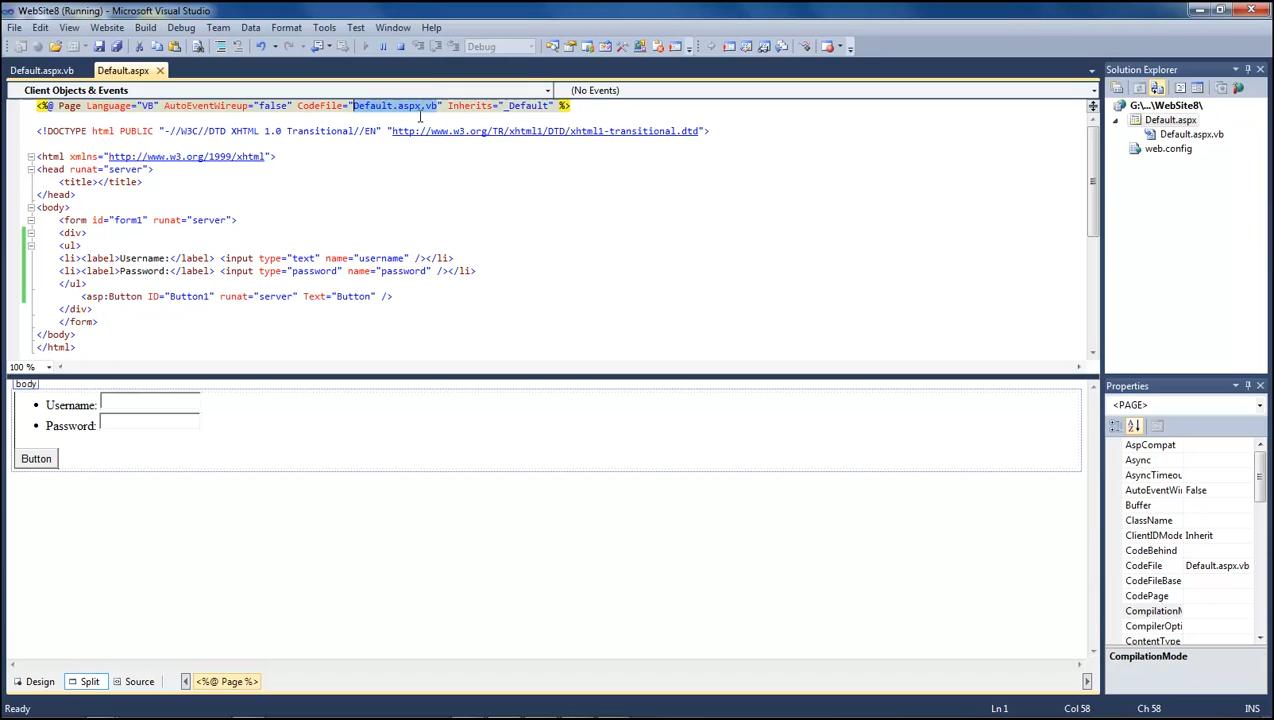 WebSite8 (Running) - Microsoft Visual Studio
File Edit View Website Build Debug Team Data Format Tools Test Window Help
Debug
Default.aspx.vb Default.aspx
Client Objects & Events (No Events)
<%@ Page Language="VB" AutoEventWireup="false" CodeFile="Default.aspx.vb" Inherits="_Default" %>
<!DOCTYPE html PUBLIC "-//W3C//DTD XHTML 1.0 Transitional//EN" "http://www.w3.org/TR/xhtml1/DTD/xhtml1-transitional.dtd">
<html xmlns="http://www.w3.org/1999/xhtml">
<head runat="server">
<title></title>
</head>
<body>
<form id="form1" runat="server">
<div>
<ul>
<li><label>Username:</label> <input type="text" name="username" /></li>
<li><label>Password:</label> <input type="password" name="password" /></li>
</ul>
<asp:Button ID="Button1" runat="server" Text="Button" />
</div>
</form>
</body>
</html>
100 %
body
Username:
Password:
Button
Design Split Source <%@ Page %>
Solution Explorer
G:\...\WebSite8\
Default.aspx
Default.aspx.vb
web.config
Properties
<PAGE>
AspCompat
Async
AsyncTimeou
AutoEventWir False
Buffer
ClassName
ClientIDMode Inherit
CodeBehind
CodeFile Default.aspx.vb
CodeFileBase
CodePage
CompilationM
CompilerOpti
ContentType
CompilationMode
Ready Ln 1 Col 58 Ch 58 INS